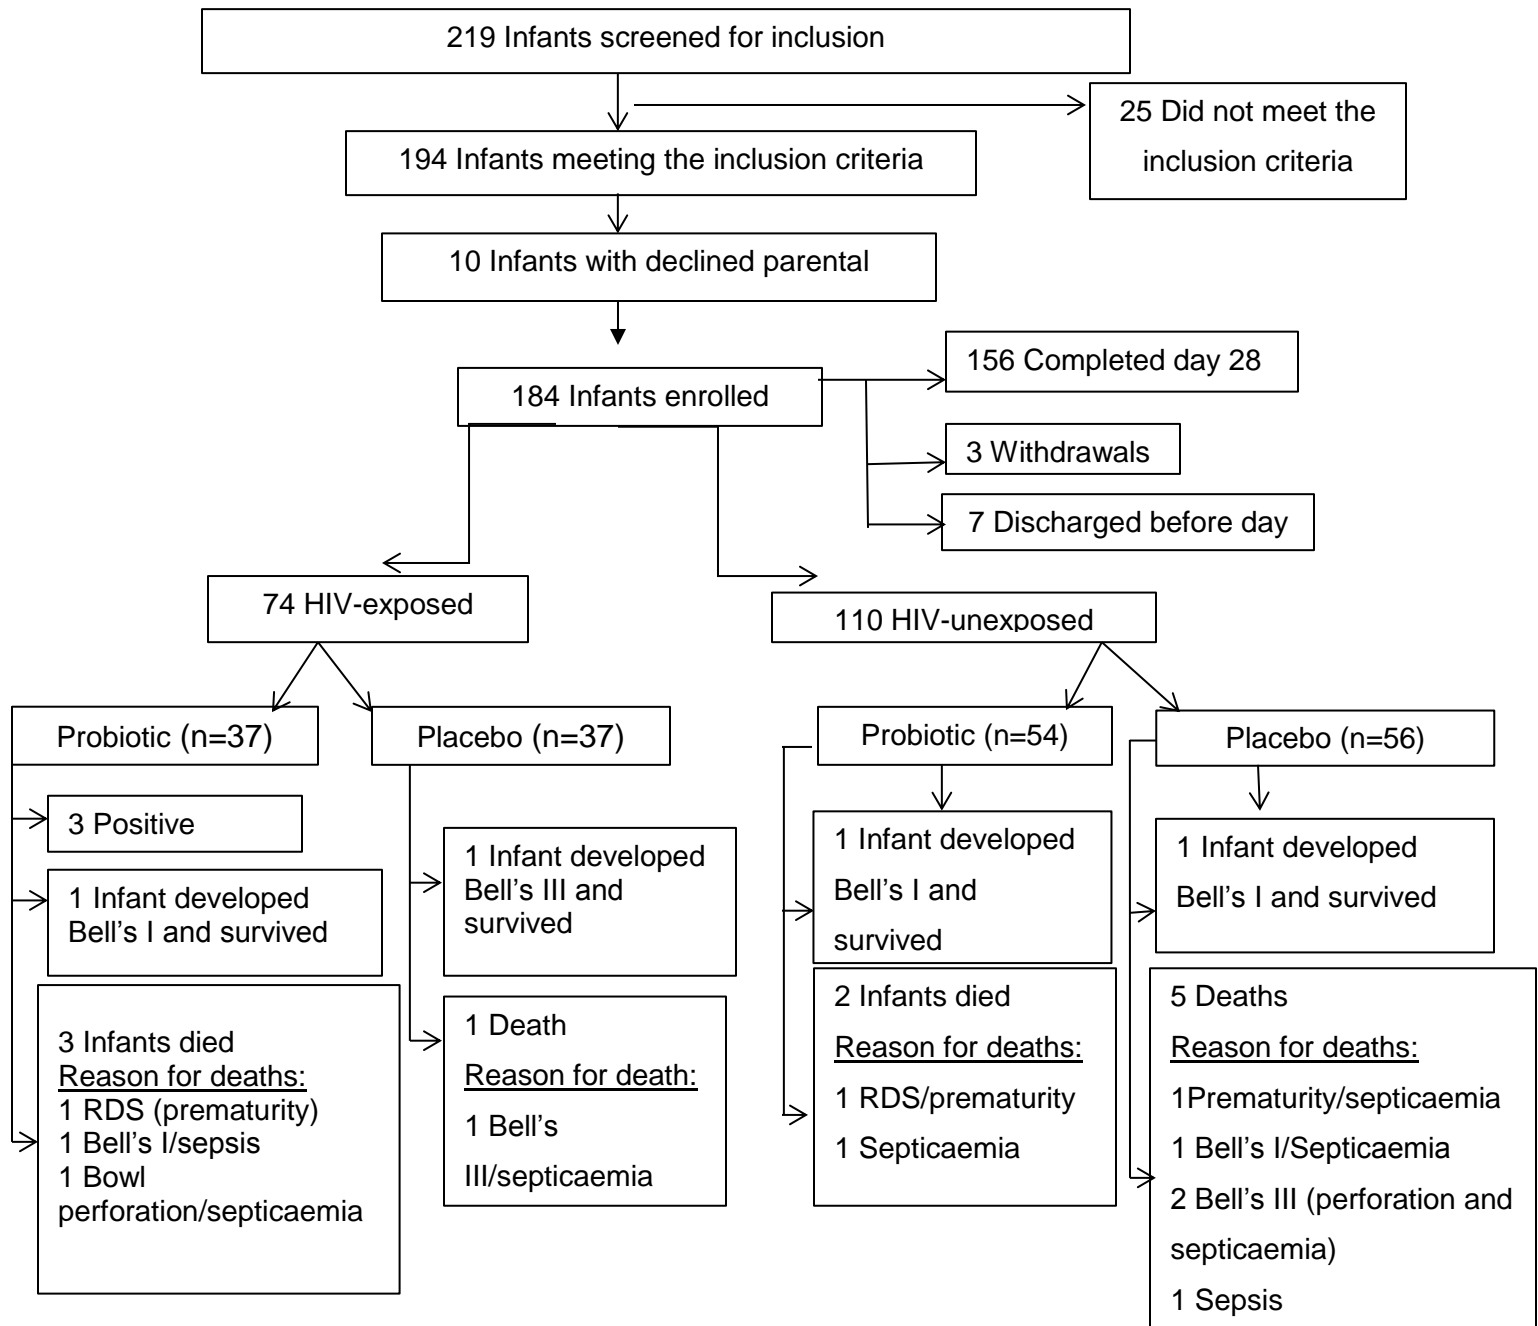 219 Infants screened for inclusion
25 Did not meet the
inclusion criteria
194 Infants meeting the inclusion criteria
10 Infants with declined parental
184 Infants enrolled
156 Completed day 28
3 Withdrawals
7 Discharged before day
74 HIV-exposed
110 HIV-unexposed
Probiotic (n=37)
Placebo (n=37)
Probiotic (n=54)
Placebo (n=56)
3 Positive
1 Infant developed
Bell’s I and survived
3 Infants died
Reason for deaths:
1 RDS (prematurity)
1 Bell’s I/sepsis
1 Bowl
perforation/septicaemia
1 Infant developed
Bell’s III and
survived
1 Death
Reason for death:
1 Bell’s
III/septicaemia
1 Infant developed
Bell’s I and
survived
2 Infants died
Reason for deaths:
1 RDS/prematurity
1 Septicaemia
1 Infant developed
Bell’s I and survived
5 Deaths
Reason for deaths:
1Prematurity/septicaemia
1 Bell’s I/Septicaemia
2 Bell’s III (perforation and
septicaemia)
1 Sepsis